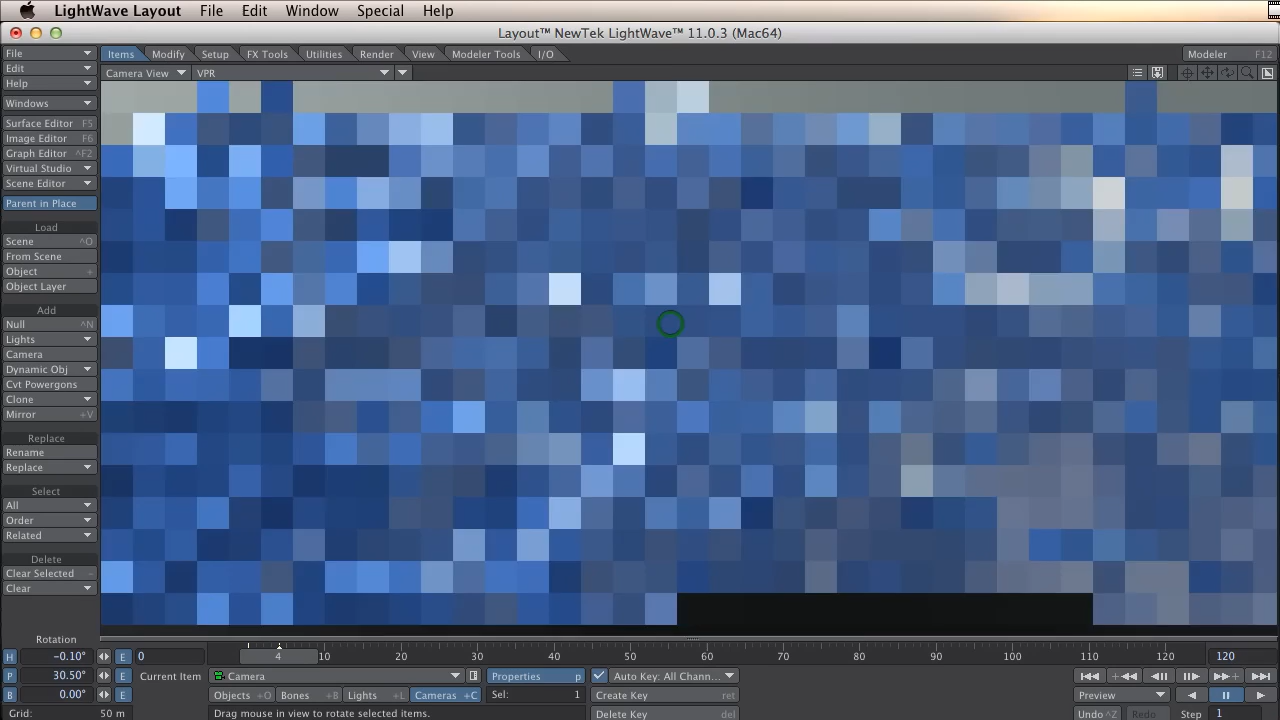 LightWave Layout File Edit Window Special Help
Layout™ NewTek LightWave™ 11.0.3 (Mac64)
File Items Modify Setup FX Tools Utilities Render View Modeler Tools I/O Modeler F12
Edit Camera View VPR
Help
Windows
Surface Editor F5
Image Editor F6
Graph Editor ^F2
Virtual Studio
Scene Editor
Parent in Place
Load
Scene ^O
From Scene
Object +
Object Layer
Add
Null ^N
Lights
Camera
Dynamic Obj
Cvt Powergons
Clone
Mirror +V
Replace
Rename
Replace
Select
All
Order
Related
Delete
Clear Selected -
Clear
Rotation
H -0.10° E 0 4 10 20 30 40 50 60 70 80 90 100 110 120 120
P 30.50° E Current Item Camera Properties p Auto Key: All Chann...
B 0.00° E Objects +O Bones +B Lights +L Cameras +C Sel: 1 Create Key ret Preview
Grid: 50 m Drag mouse in view to rotate selected items. Delete Key del Undo ^Z Redo Step 1